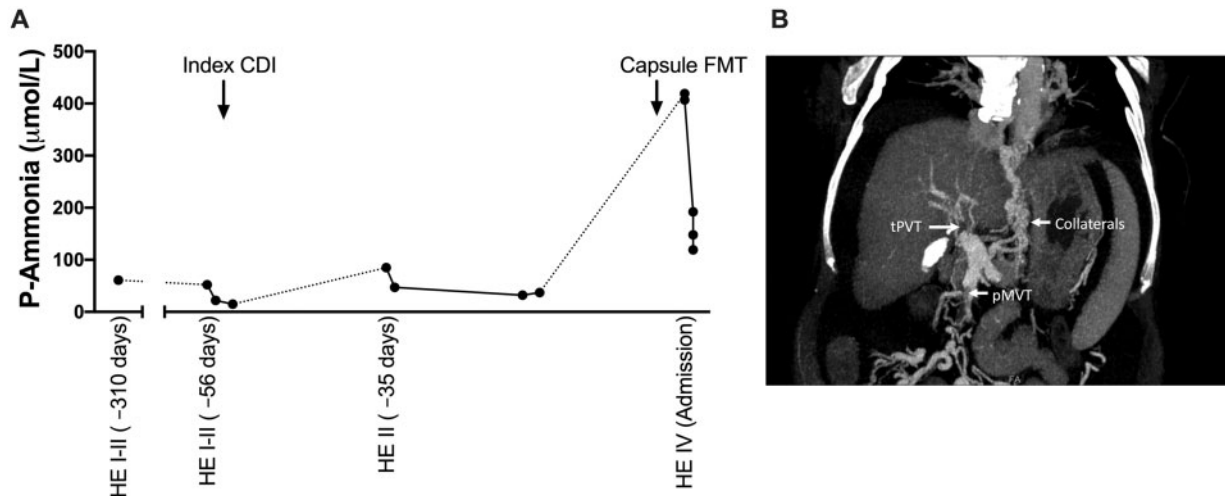 A
P-Ammonia (μmol/L)
500
400
300
200
100
0
Index CDI
Capsule FMT
HE I-II ( −310 days)
HE I-II ( −56 days)
HE II ( −35 days)
HE IV (Admission)
B
tPVT
Collaterals
pMVT